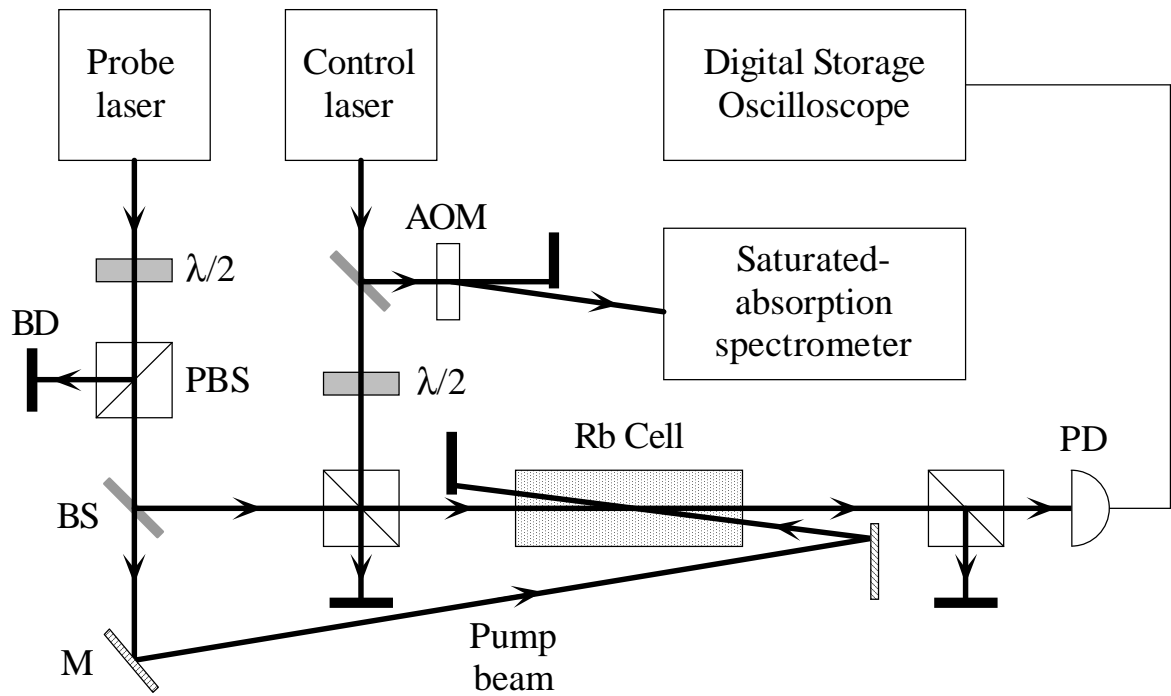 Probe
laser
Control
laser
Digital Storage
Oscilloscope
AOM
λ/2
Saturated-
absorption
spectrometer
BD
PBS
λ/2
Rb Cell
PD
BS
M
Pump
beam